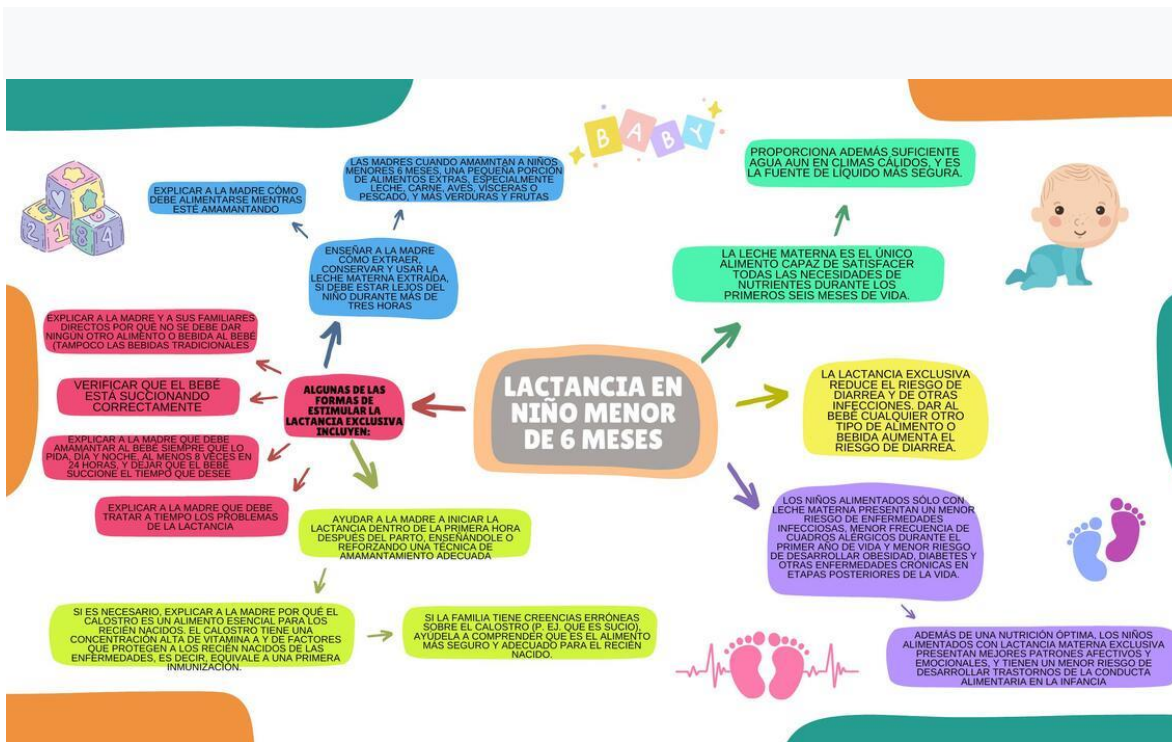 BABY
LACTANCIA EN
NIÑO MENOR
DE 6 MESES
PROPORCIONA ADEMÁS SUFICIENTE
AGUA AUN EN CLIMAS CÁLIDOS, Y ES
LA FUENTE DE LÍQUIDO MÁS SEGURA.
LA LECHE MATERNA ES EL ÚNICO
ALIMENTO CAPAZ DE SATISFACER
TODAS LAS NECESIDADES DE
NUTRIENTES DURANTE LOS
PRIMEROS SEIS MESES DE VIDA.
LA LACTANCIA EXCLUSIVA
REDUCE EL RIESGO DE
DIARREA Y DE OTRAS
INFECCIONES. DAR AL
BEBÉ CUALQUIER OTRO
TIPO DE ALIMENTO O
BEBIDA AUMENTA EL
RIESGO DE DIARREA.
LOS NIÑOS ALIMENTADOS SÓLO CON
LECHE MATERNA PRESENTAN UN MENOR
RIESGO DE ENFERMEDADES
INFECCIOSAS, MENOR FRECUENCIA DE
CUADROS ALÉRGICOS DURANTE EL
PRIMER AÑO DE VIDA Y MENOR RIESGO
DE DESARROLLAR OBESIDAD, DIABETES Y
OTRAS ENFERMEDADES CRÓNICAS EN
ETAPAS POSTERIORES DE LA VIDA.
ADEMÁS DE UNA NUTRICIÓN ÓPTIMA, LOS NIÑOS
ALIMENTADOS CON LACTANCIA MATERNA EXCLUSIVA
PRESENTAN MEJORES PATRONES AFECTIVOS Y
EMOCIONALES, Y TIENEN UN MENOR RIESGO DE
DESARROLLAR TRASTORNOS DE LA CONDUCTA
ALIMENTARIA EN LA INFANCIA
ALGUNAS DE LAS
FORMAS DE
ESTIMULAR LA
LACTANCIA EXCLUSIVA
INCLUYEN:
ENSEÑAR A LA MADRE
CÓMO EXTRAER,
CONSERVAR Y USAR LA
LECHE MATERNA EXTRAÍDA,
SI DEBE ESTAR LEJOS DEL
NIÑO DURANTE MÁS DE
TRES HORAS
EXPLICAR A LA MADRE CÓMO
DEBE ALIMENTARSE MIENTRAS
ESTÉ AMAMANTANDO
LAS MADRES CUANDO AMAMNTAN A NIÑOS
MENORES 6 MESES, UNA PEQUEÑA PORCIÓN
DE ALIMENTOS EXTRAS, ESPECIALMENTE
LECHE, CARNE, AVES, VÍSCERAS O
PESCADO, Y MÁS VERDURAS Y FRUTAS
EXPLICAR A LA MADRE Y A SUS FAMILIARES
DIRECTOS POR QUÉ NO SE DEBE DAR
NINGUN OTRO ALIMENTO O BEBIDA AL BEBÉ
(TAMPOCO LAS BEBIDAS TRADICIONALES
VERIFICAR QUE EL BEBÉ
ESTÁ SUCCIONANDO
CORRECTAMENTE
EXPLICAR A LA MADRE QUE DEBE
AMAMANTAR AL BEBÉ SIEMPRE QUE LO
PIDA, DÍA Y NOCHE, AL MENOS 8 VECES EN
24 HORAS, Y DEJAR QUE EL BEBÉ
SUCCIONE EL TIEMPO QUE DESEE
EXPLICAR A LA MADRE QUE DEBE
TRATAR A TIEMPO LOS PROBLEMAS
DE LA LACTANCIA
AYUDAR A LA MADRE A INICIAR LA
LACTANCIA DENTRO DE LA PRIMERA HORA
DESPUÉS DEL PARTO, ENSEÑÁNDOLE O
REFORZANDO UNA TÉCNICA DE
AMAMANTAMIENTO ADECUADA
SI ES NECESARIO, EXPLICAR A LA MADRE POR QUÉ EL
CALOSTRO ES UN ALIMENTO ESENCIAL PARA LOS
RECIÉN NACIDOS. EL CALOSTRO TIENE UNA
CONCENTRACIÓN ALTA DE VITAMINA A Y DE FACTORES
QUE PROTEGEN A LOS RECIÉN NACIDOS DE LAS
ENFERMEDADES, ES DECIR, EQUIVALE A UNA PRIMERA
INMUNIZACIÓN.
SI LA FAMILIA TIENE CREENCIAS ERRÓNEAS
SOBRE EL CALOSTRO (P. EJ. QUE ES SUCIO),
AYÚDELA A COMPRENDER QUE ES EL ALIMENTO
MÁS SEGURO Y ADECUADO PARA EL RECIÉN
NACIDO.
2 1 8 4